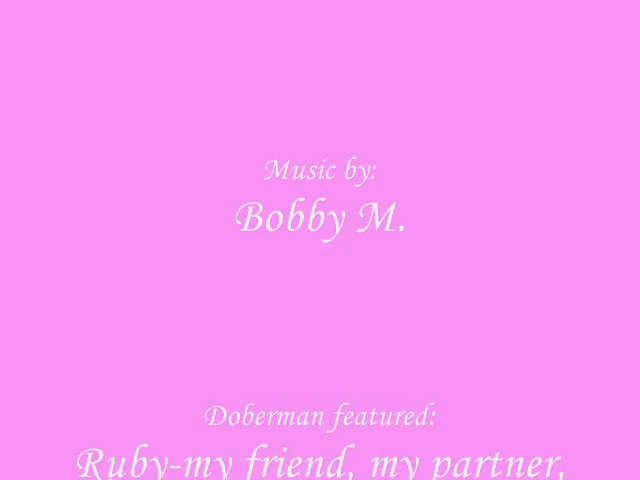 Music by:
Bobby M.
Doberman featured:
Ruby-my friend, my partner,